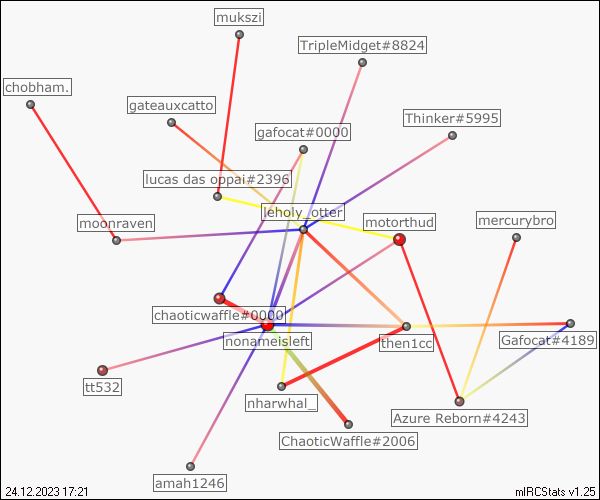 mukszi
TripleMidget#8824
chobham.
gateauxcatto
Thinker#5995
gafocat#0000
lucas das oppai#2396
leholy_otter
moonraven
motorthud
mercurybro
chaoticwaffle#0000
nonameisleft
then1cc
Gafocat#4189
tt532
nharwhal_
Azure Reborn#4243
ChaoticWaffle#2006
amah1246
24.12.2023 17:21
mIRCStats v1.25